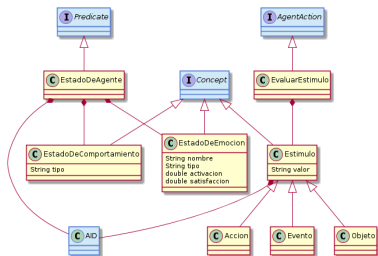 I Predicate
I AgentAction
C EstadoDeAgente
I Concept
C EvaluarEstimulo
C EstadoDeComportamiento
String tipo
C EstadoDeEmocion
String nombre
String tipo
double activacion
double satisfaccion
C Estimulo
String valor
C AID
C Accion
C Evento
C Objeto